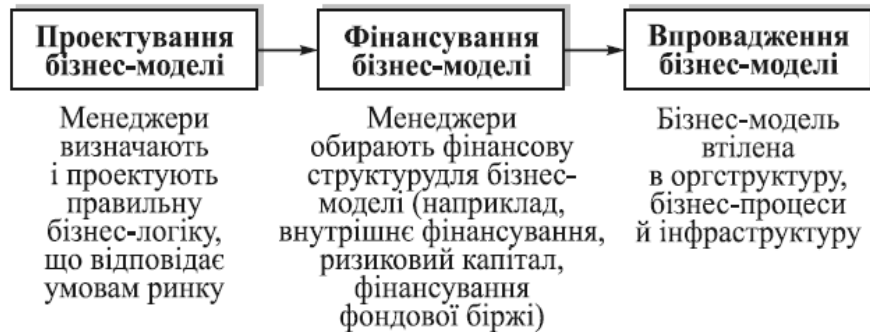 Проектування
бізнес-моделі
Фінансування
бізнес-моделі
Впровадження
бізнес-моделі
Менеджери
визначають
і проектують
правильну
бізнес-логіку,
що відповідає
умовам ринку
Менеджери
обирають фінансову
структурудля бізнес-
моделі (наприклад,
внутрішнє фінансування,
ризиковий капітал,
фінансування
фондової біржі)
Бізнес-модель
втілена
в оргструктуру,
бізнес-процеси
й інфраструктуру